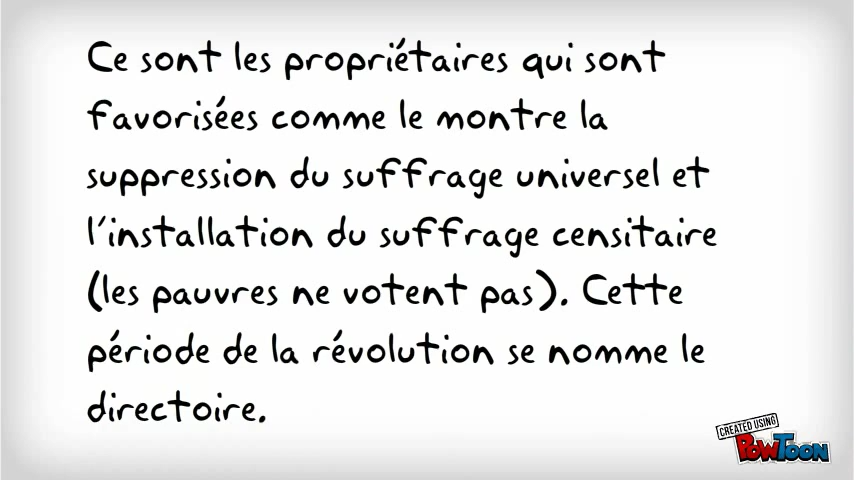 Ce sont les propriétaires qui sont
favorisées comme le montre la
suppression du suffrage universel et
l'installation du suffrage censitaire
(les pauvres ne votent pas). Cette
période de la révolution se nomme le
directoire.
CREATED USING
POWTOON